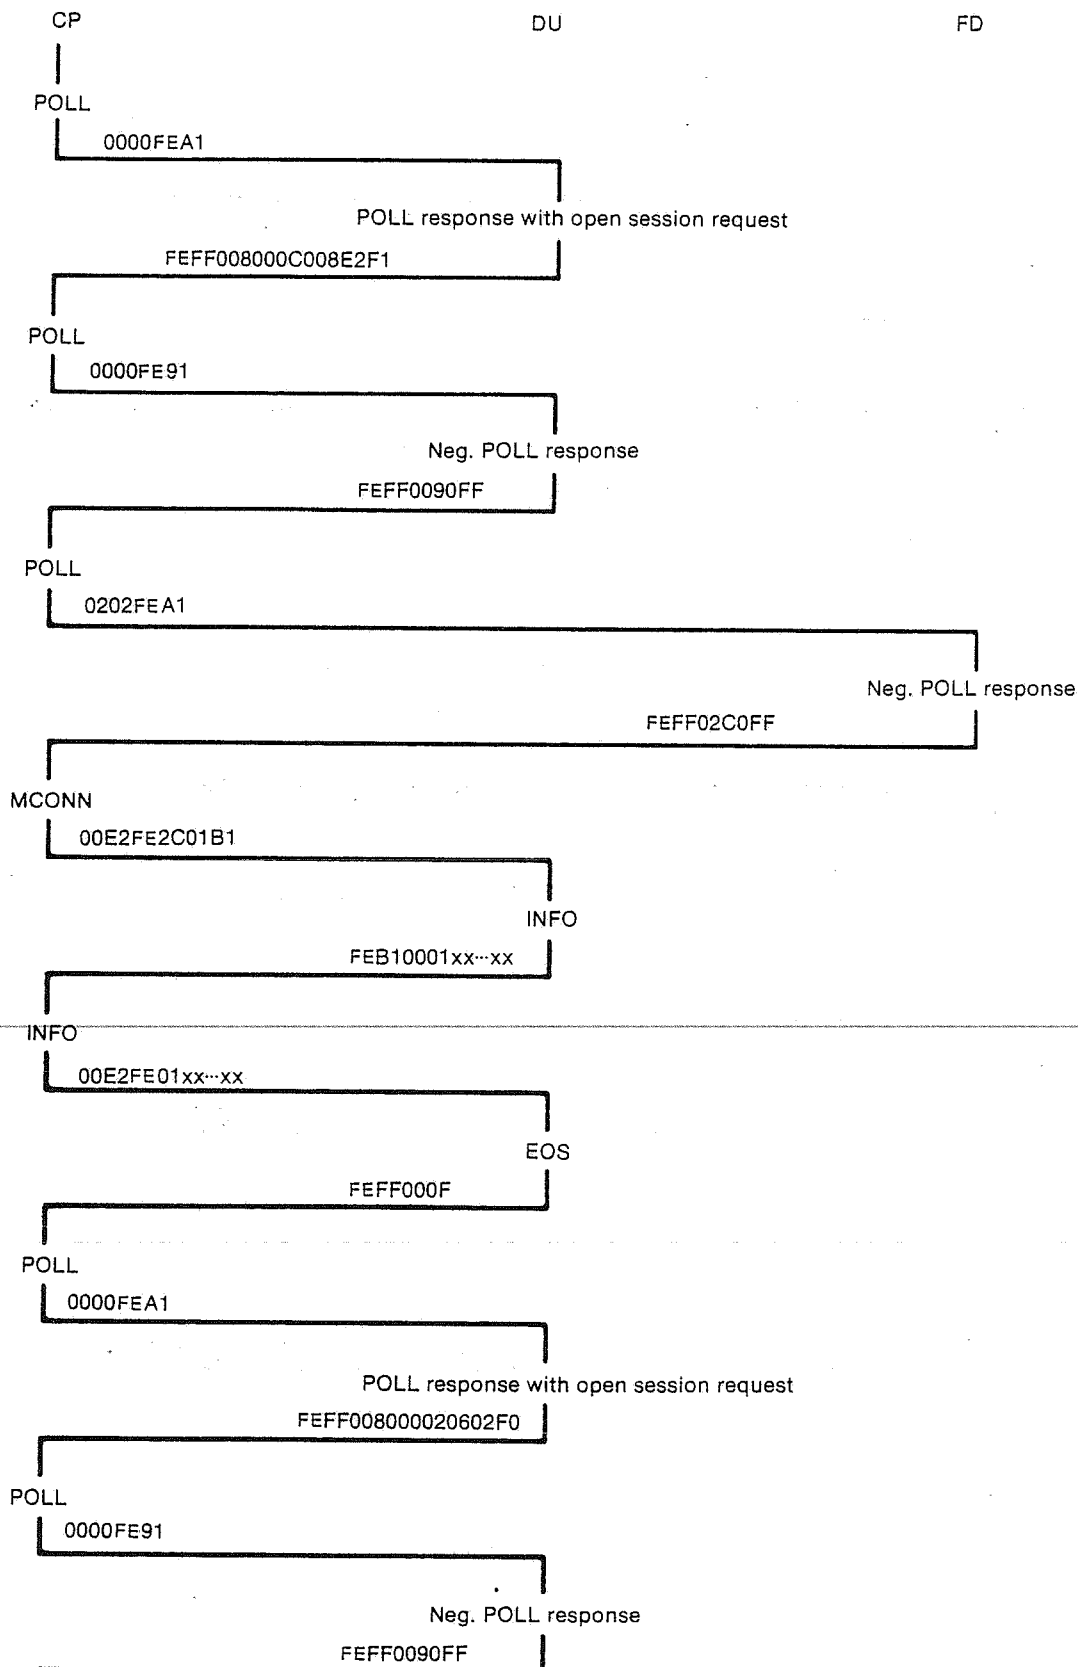 CP DU FD
POLL
0000FEA1
POLL response with open session request
FEFF008000C008E2F1
POLL
0000FE91
Neg. POLL response
FEFF0090FF
POLL
0202FEA1
Neg. POLL response
FEFF02C0FF
MCONN
00E2FE2C01B1
INFO
FEB10001xx···xx
INFO
00E2FE01xx···xx
EOS
FEFF000F
POLL
0000FEA1
POLL response with open session request
FEFF008000020602F0
POLL
0000FE91
Neg. POLL response
FEFF0090FF